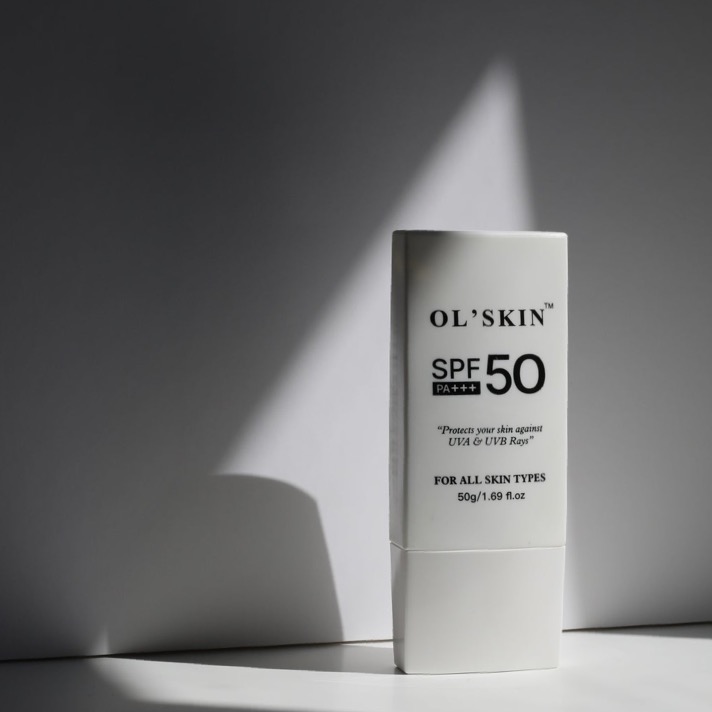 OL’SKIN™
SPF 50
PA+++
“Protects your skin against
UVA & UVB Rays”
FOR ALL SKIN TYPES
50g/1.69 fl.oz